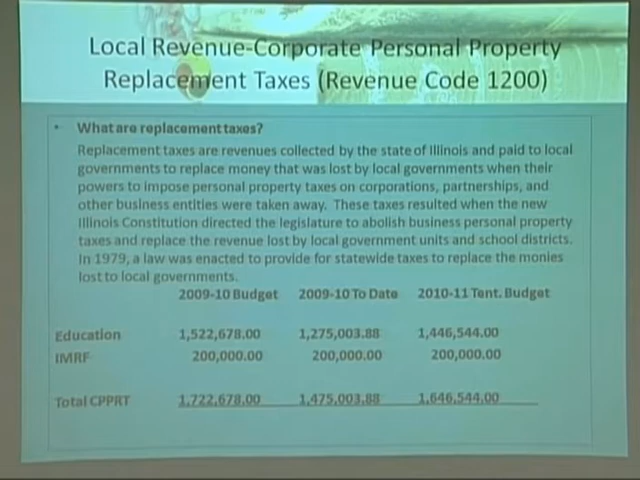 Local Revenue-Corporate Personal Property
Replacement Taxes (Revenue Code 1200)
• What are replacement taxes?
Replacement taxes are revenues collected by the state of Illinois and paid to local
governments to replace money that was lost by local governments when their
powers to impose personal property taxes on corporations, partnerships, and
other business entities were taken away. These taxes resulted when the new
Illinois Constitution directed the legislature to abolish business personal property
taxes and replace the revenue lost by local government units and school districts.
In 1979, a law was enacted to provide for statewide taxes to replace the monies
lost to local governments.
2009-10 Budget 2009-10 To Date 2010-11 Tent. Budget
Education 1,522,678.00 1,275,003.88 1,446,544.00
IMRF 200,000.00 200,000.00 200,000.00
Total CPPRT 1,722,678.00 1,475,003.88 1,646,544.00